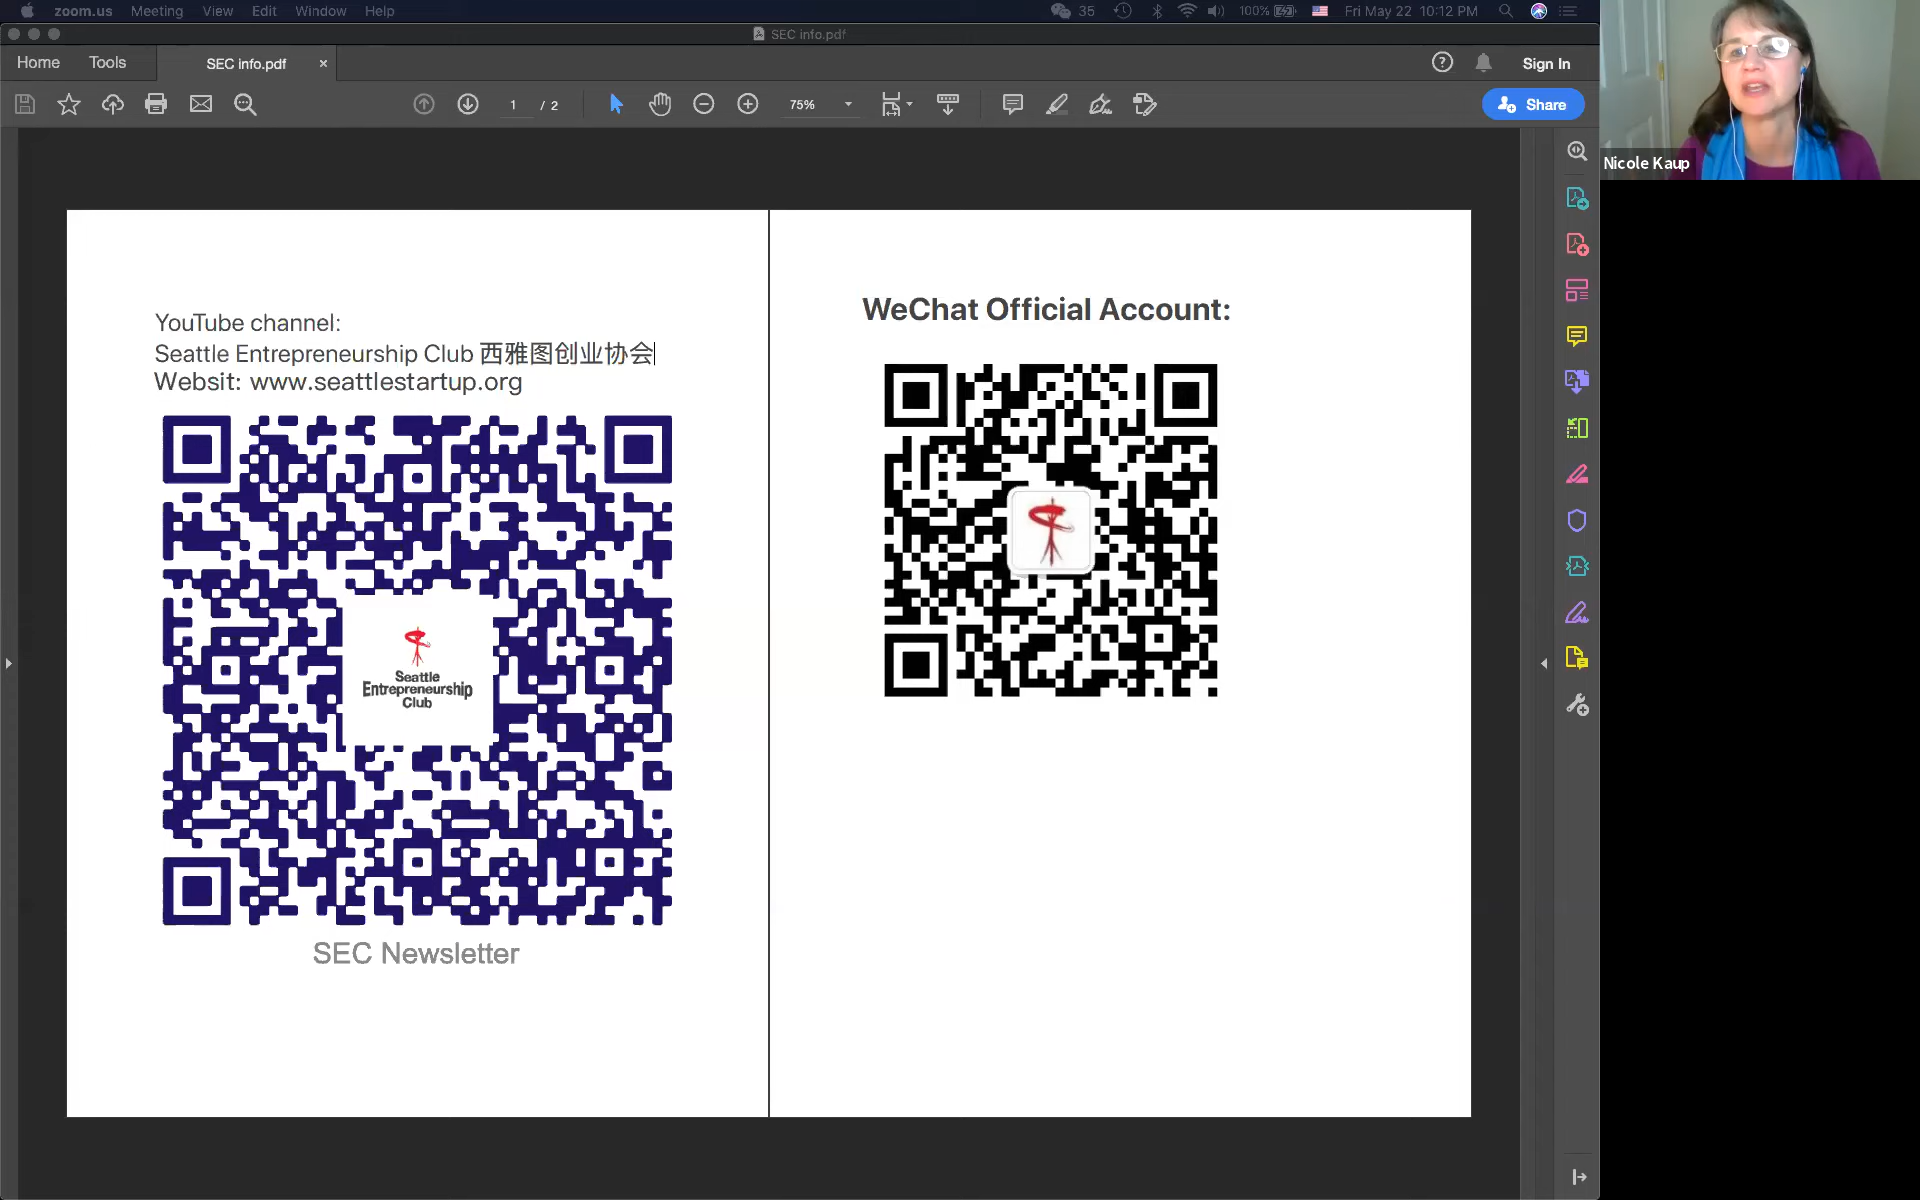 zoom.us Meeting View Edit Window Help 35 100% Fri May 22 10:12 PM
SEC info.pdf
Home Tools SEC info.pdf × Sign In
1 / 2 75% Share
Nicole Kaup
YouTube channel:
Seattle Entrepreneurship Club 西雅图创业协会
Websit: www.seattlestartup.org
Seattle
Entrepreneurship
Club
SEC Newsletter
WeChat Official Account: